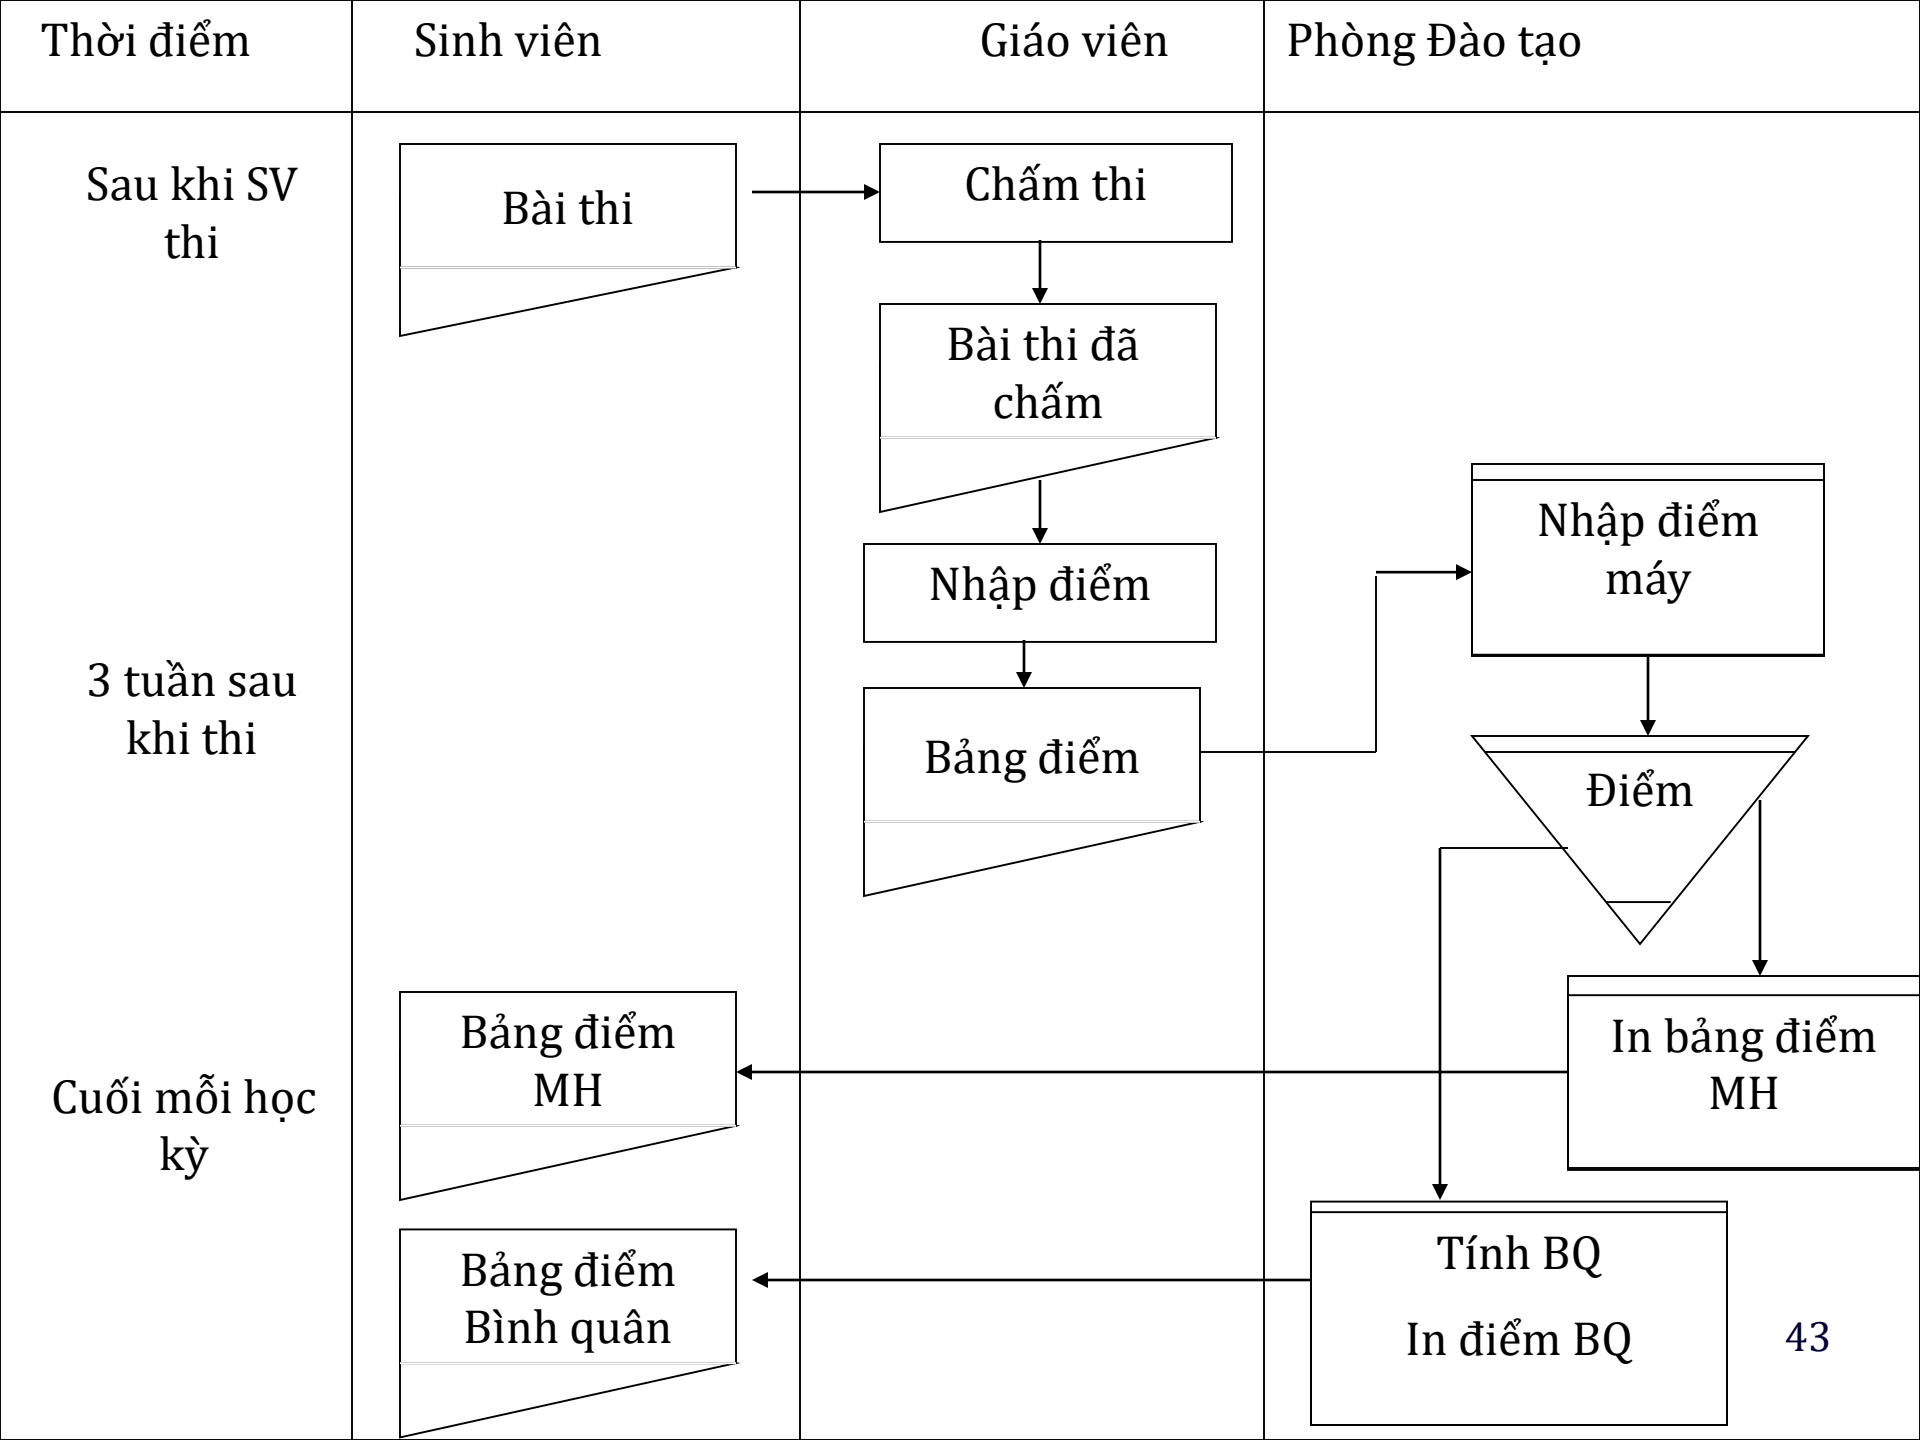 Thời điểm
Sinh viên
Giáo viên
Phòng Đào tạo
Sau khi SV
thi
Bài thi
Chấm thi
Bài thi đã
chấm
Nhập điểm
máy
Nhập điểm
3 tuần sau
khi thi
Bảng điểm
Điểm
Bảng điểm
MH
In bảng điểm
MH
Cuối mỗi học
kỳ
Bảng điểm
Bình quân
Tính BQ
In điểm BQ
43